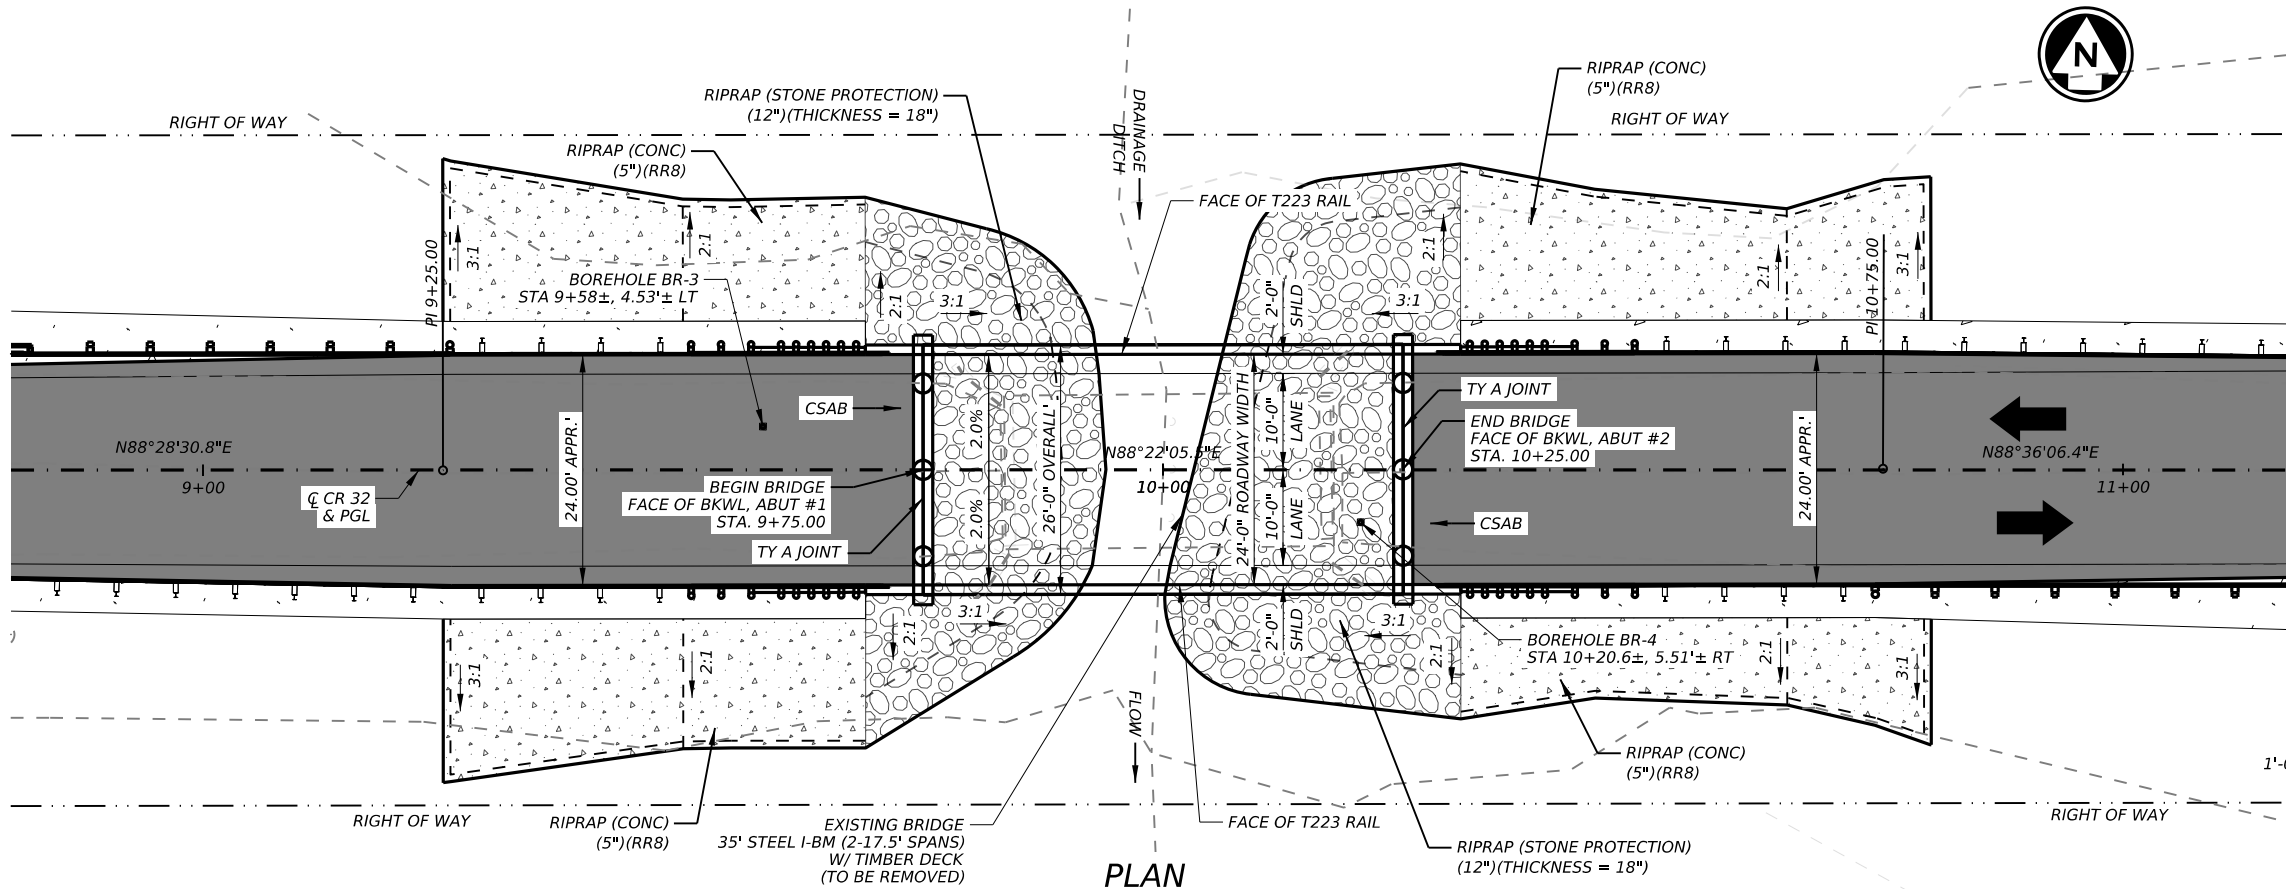 N
RIPRAP (CONC)
(5")(RR8)
RIGHT OF WAY
RIPRAP (STONE PROTECTION)
(12")(THICKNESS = 18")
DRAINAGE
DITCH
RIGHT OF WAY
RIPRAP (CONC)
(5")(RR8)
FACE OF T223 RAIL
PI 9+25.00
3:1
2:1
BOREHOLE BR-3
STA 9+58±, 4.53'± LT
2:1
3:1
2'-0"
SHLD
3:1
2:1
2:1
PI 10+75.00
3:1
24.00' APPR.
CSAB
2.0%
2.0%
26'-0" OVERALL
24'-0" ROADWAY WIDTH
10'-0"
LANE
10'-0"
LANE
TY A JOINT
END BRIDGE
FACE OF BKWL, ABUT #2
STA. 10+25.00
24.00' APPR.
N88°28'30.8"E
9+00
N88°22'05.5"E
10+00
N88°36'06.4"E
11+00
℄ CR 32
& PGL
BEGIN BRIDGE
FACE OF BKWL, ABUT #1
STA. 9+75.00
TY A JOINT
CSAB
3:1
2:1
2'-0"
SHLD
3:1
2:1
BOREHOLE BR-4
STA 10+20.6±, 5.51'± RT
2:1
3:1
3:1
2:1
FLOW
RIPRAP (CONC)
(5")(RR8)
1'-
RIGHT OF WAY
RIPRAP (CONC)
(5")(RR8)
EXISTING BRIDGE
35' STEEL I-BM (2-17.5' SPANS)
W/ TIMBER DECK
(TO BE REMOVED)
FACE OF T223 RAIL
RIGHT OF WAY
RIPRAP (STONE PROTECTION)
(12")(THICKNESS = 18")
PLAN